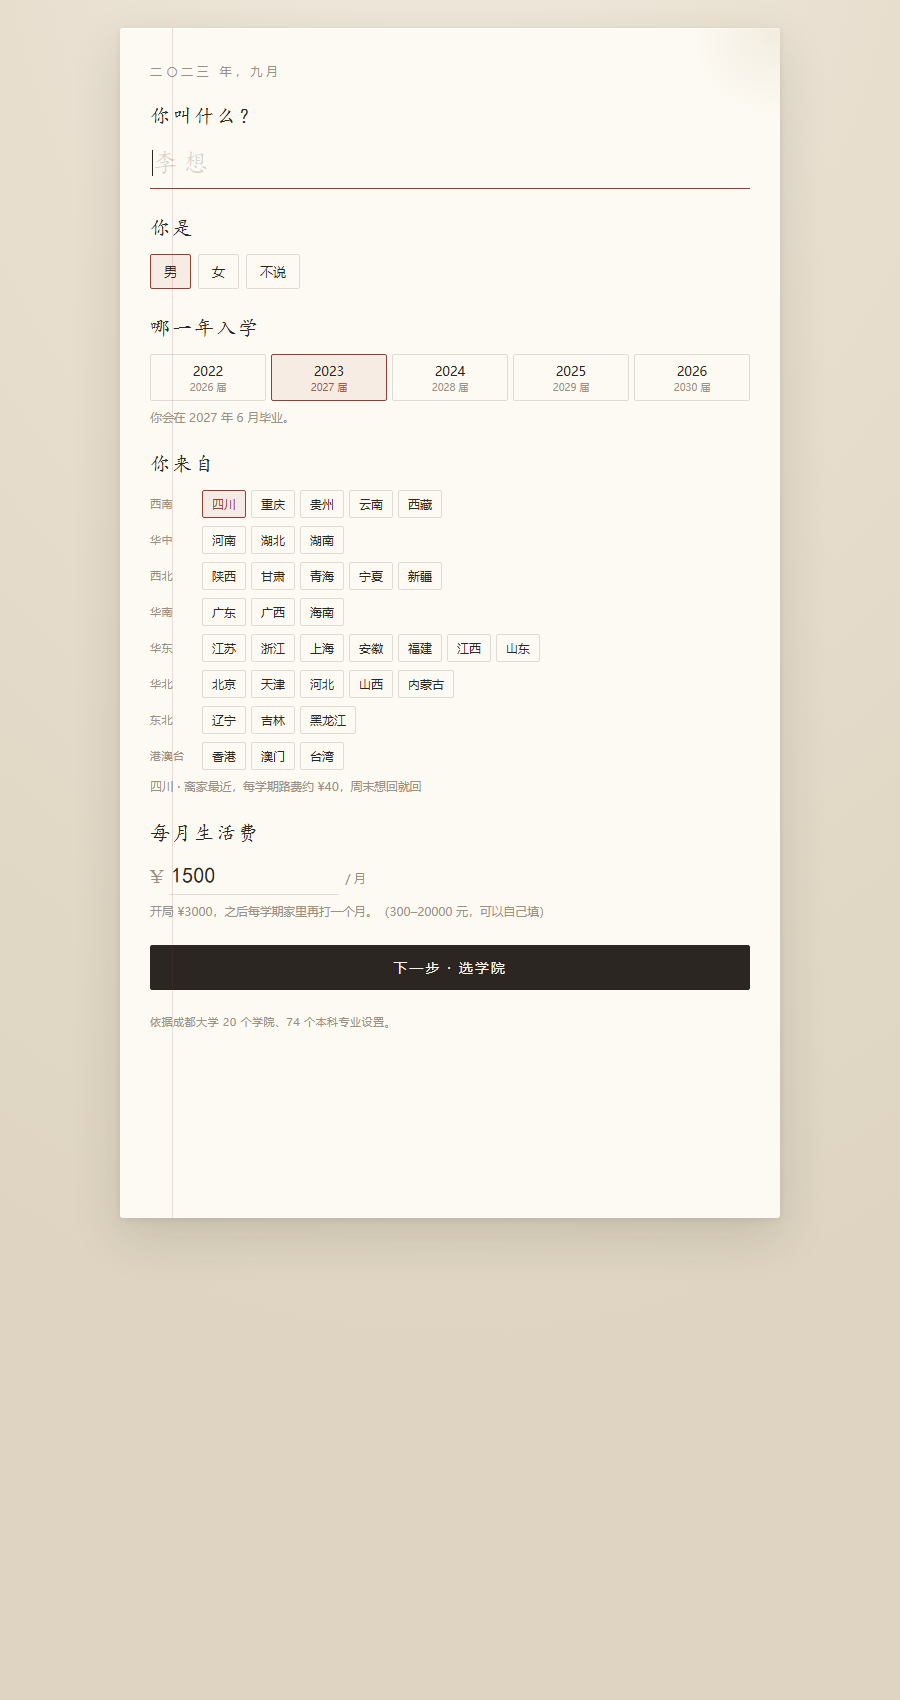 二〇二三 年，九月
你叫什么？
李 想
你是
男 女 不说
哪一年入学
2022 2023 2024 2025 2026
2026 届 2027 届 2028 届 2029 届 2030 届
你会在 2027 年 6 月毕业。
你来自
西南 四川 重庆 贵州 云南 西藏
华中 河南 湖北 湖南
西北 陕西 甘肃 青海 宁夏 新疆
华南 广东 广西 海南
华东 江苏 浙江 上海 安徽 福建 江西 山东
华北 北京 天津 河北 山西 内蒙古
东北 辽宁 吉林 黑龙江
港澳台 香港 澳门 台湾
四川 · 离家最近，每学期路费约 ¥40，周末想回就回
每月生活费
¥ 1500 / 月
开局 ¥3000，之后每学期家里再打一个月。（300–20000 元，可以自己填）
下一步 · 选学院
依据成都大学 20 个学院、74 个本科专业设置。